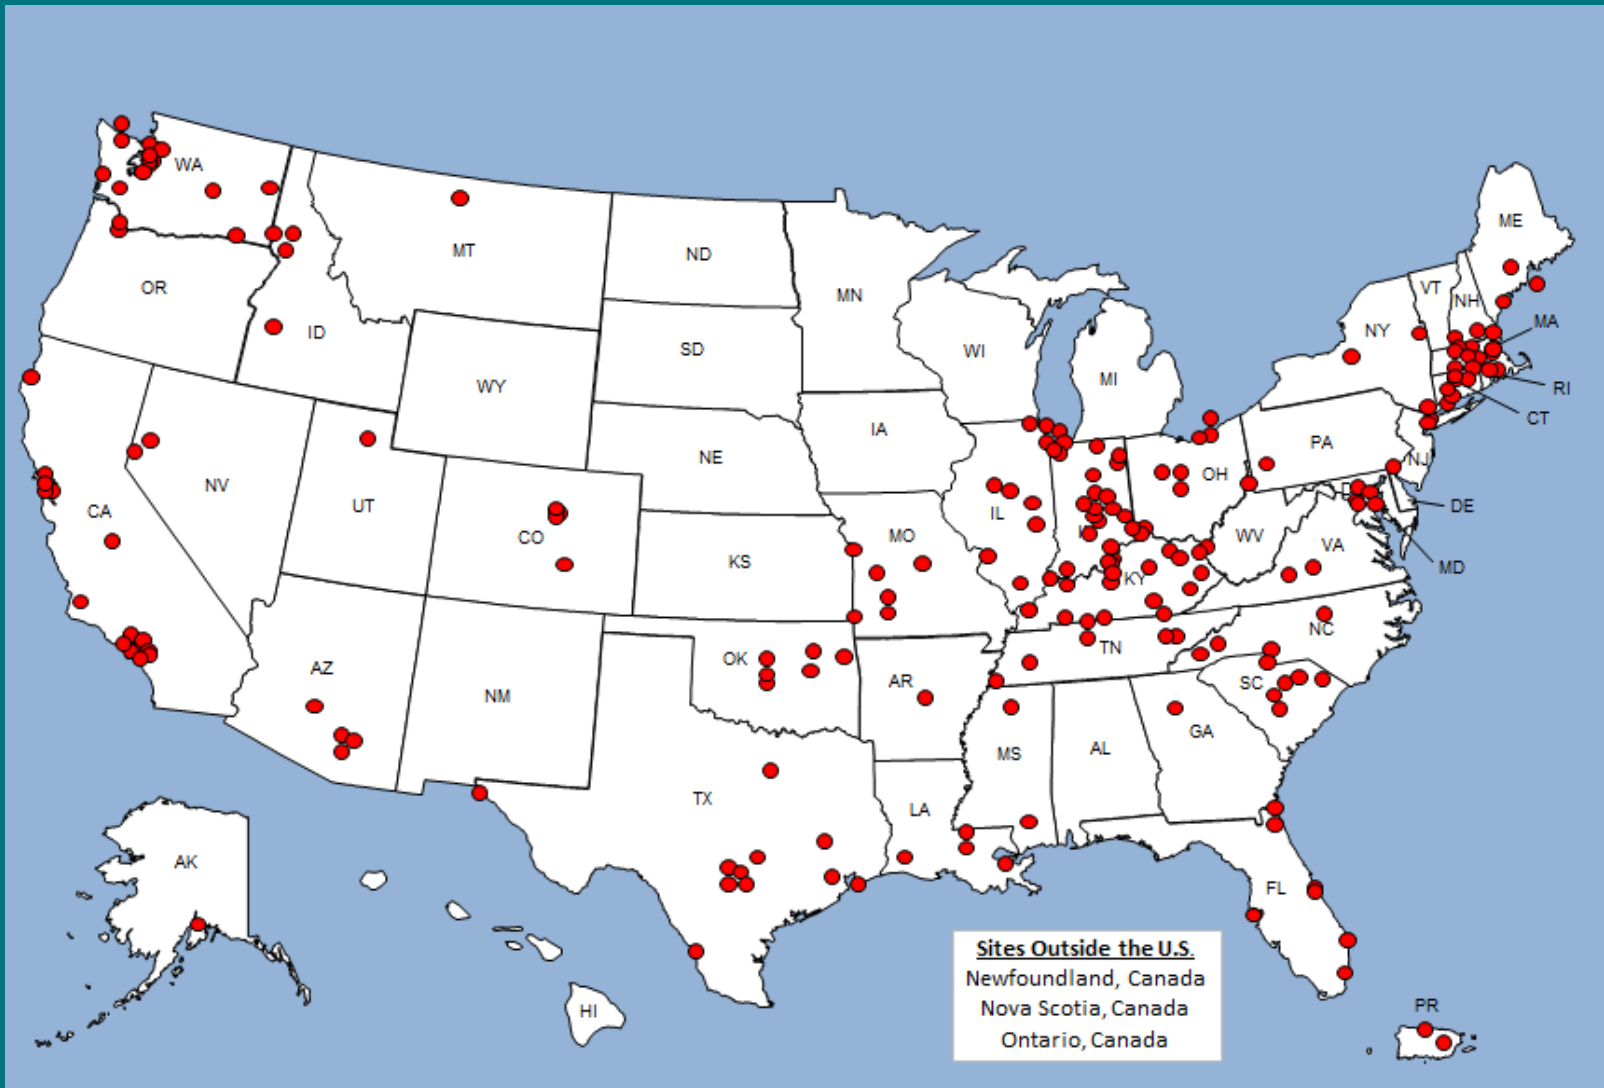 WA
ME
MT
ND
OR
VT
NH
MN
MA
ID
NY
SD
WI
MI
WY
RI
CT
IA
PA
NE
NJ
OH
NV
UT
CA
IL
DE
CO
MO
WV
VA
KS
MD
KY
NC
TN
OK
AZ
AR
SC
NM
GA
AL
MS
TX
LA
AK
FL
Sites Outside the U.S.
Newfoundland, Canada
Nova Scotia, Canada
Ontario, Canada
HI
PR